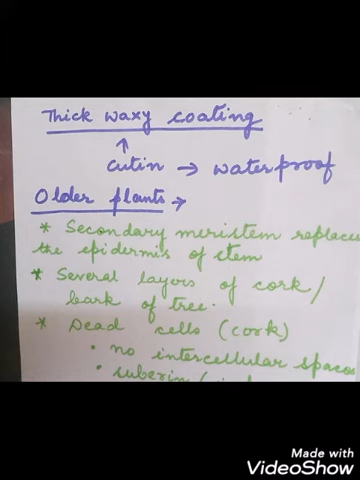 Thick waxy coating
↑
cutin → waterproof
Older plants →
* Secondary meristem replaces
the epidermis of stem
* Several layers of cork/
bark of tree.
* Dead cells (cork)
• no intercellular spaces
• suberin/
Made with
VideoShow